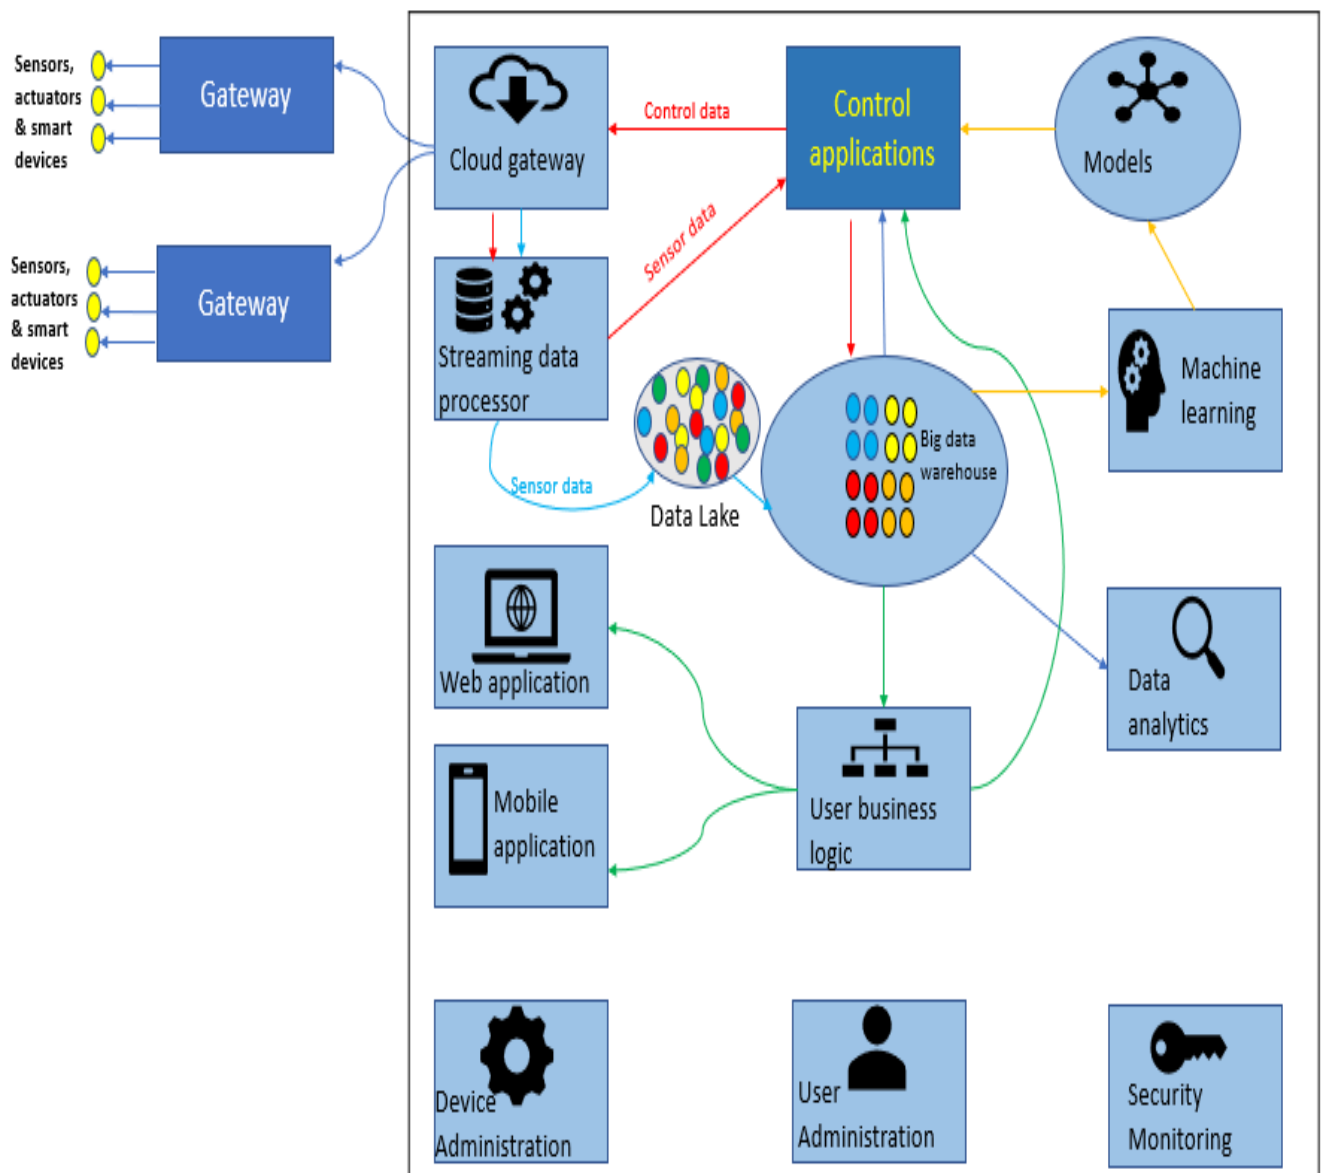 Sensors,
actuators
& smart
devices
Gateway
Sensors,
actuators
& smart
devices
Gateway
Cloud gateway
Control data
Control
applications
Models
Sensor data
Streaming data
processor
Machine
learning
Big data
warehouse
Sensor data
Data Lake
Web application
Data
analytics
Mobile
application
User business
logic
Device
Administration
User
Administration
Security
Monitoring